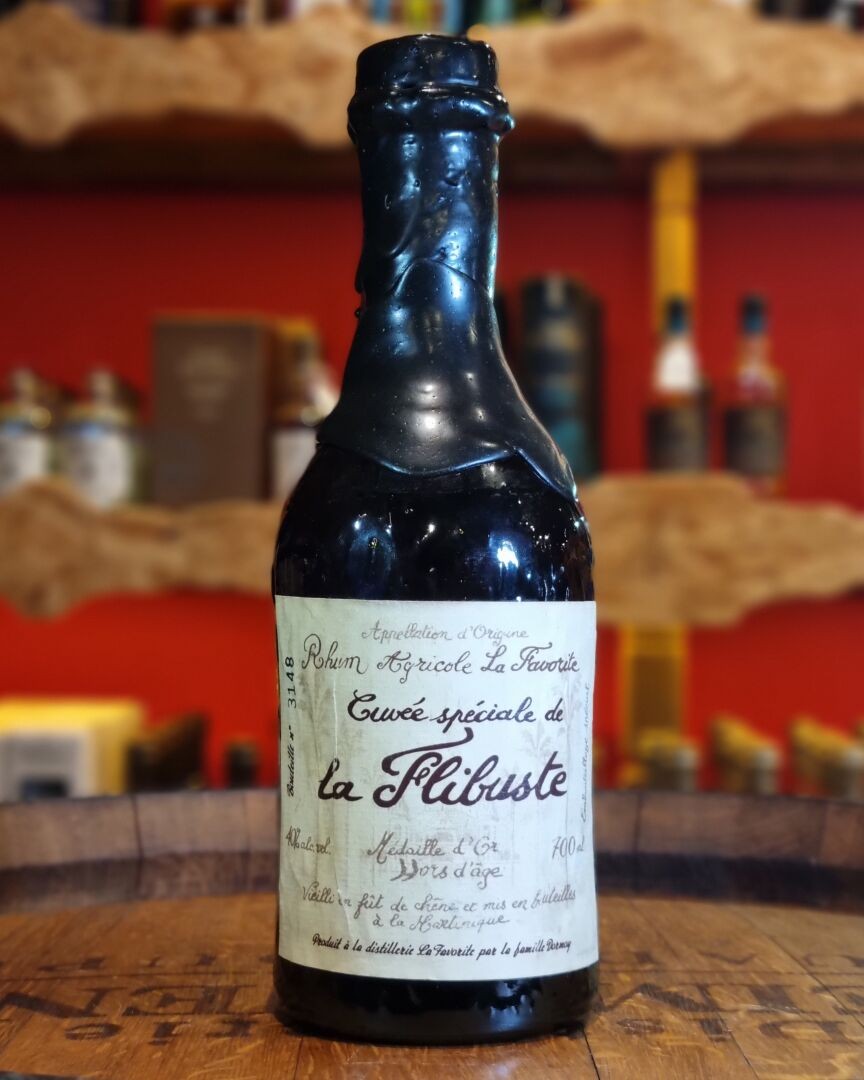 Appellation d'Origine
Rhum Agricole La Favorite
Cuvée spéciale de
la Flibuste
Bouteille n° 3148
40% alc. vol.
Médaille d'Or
700 ml
Hors d'âge
Vieilli en fût de chêne et mis en bouteilles
à la Martinique
Produit à la distillerie La Favorite par la famille Dormoy